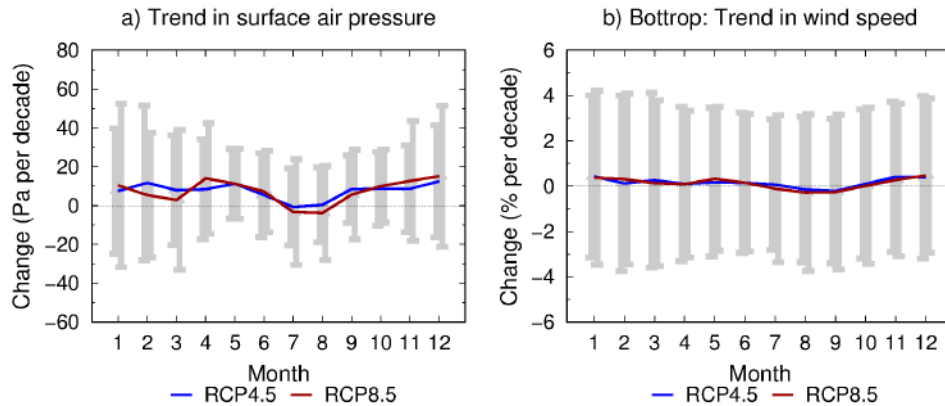 a) Trend in surface air pressure
80
60
40
20
0
−20
−40
−60
Change (Pa per decade)
1 2 3 4 5 6 7 8 9 10 11 12
Month
RCP4.5 RCP8.5
b) Bottrop: Trend in wind speed
6
4
2
0
−2
−4
−6
Change (% per decade)
1 2 3 4 5 6 7 8 9 10 11 12
Month
RCP4.5 RCP8.5